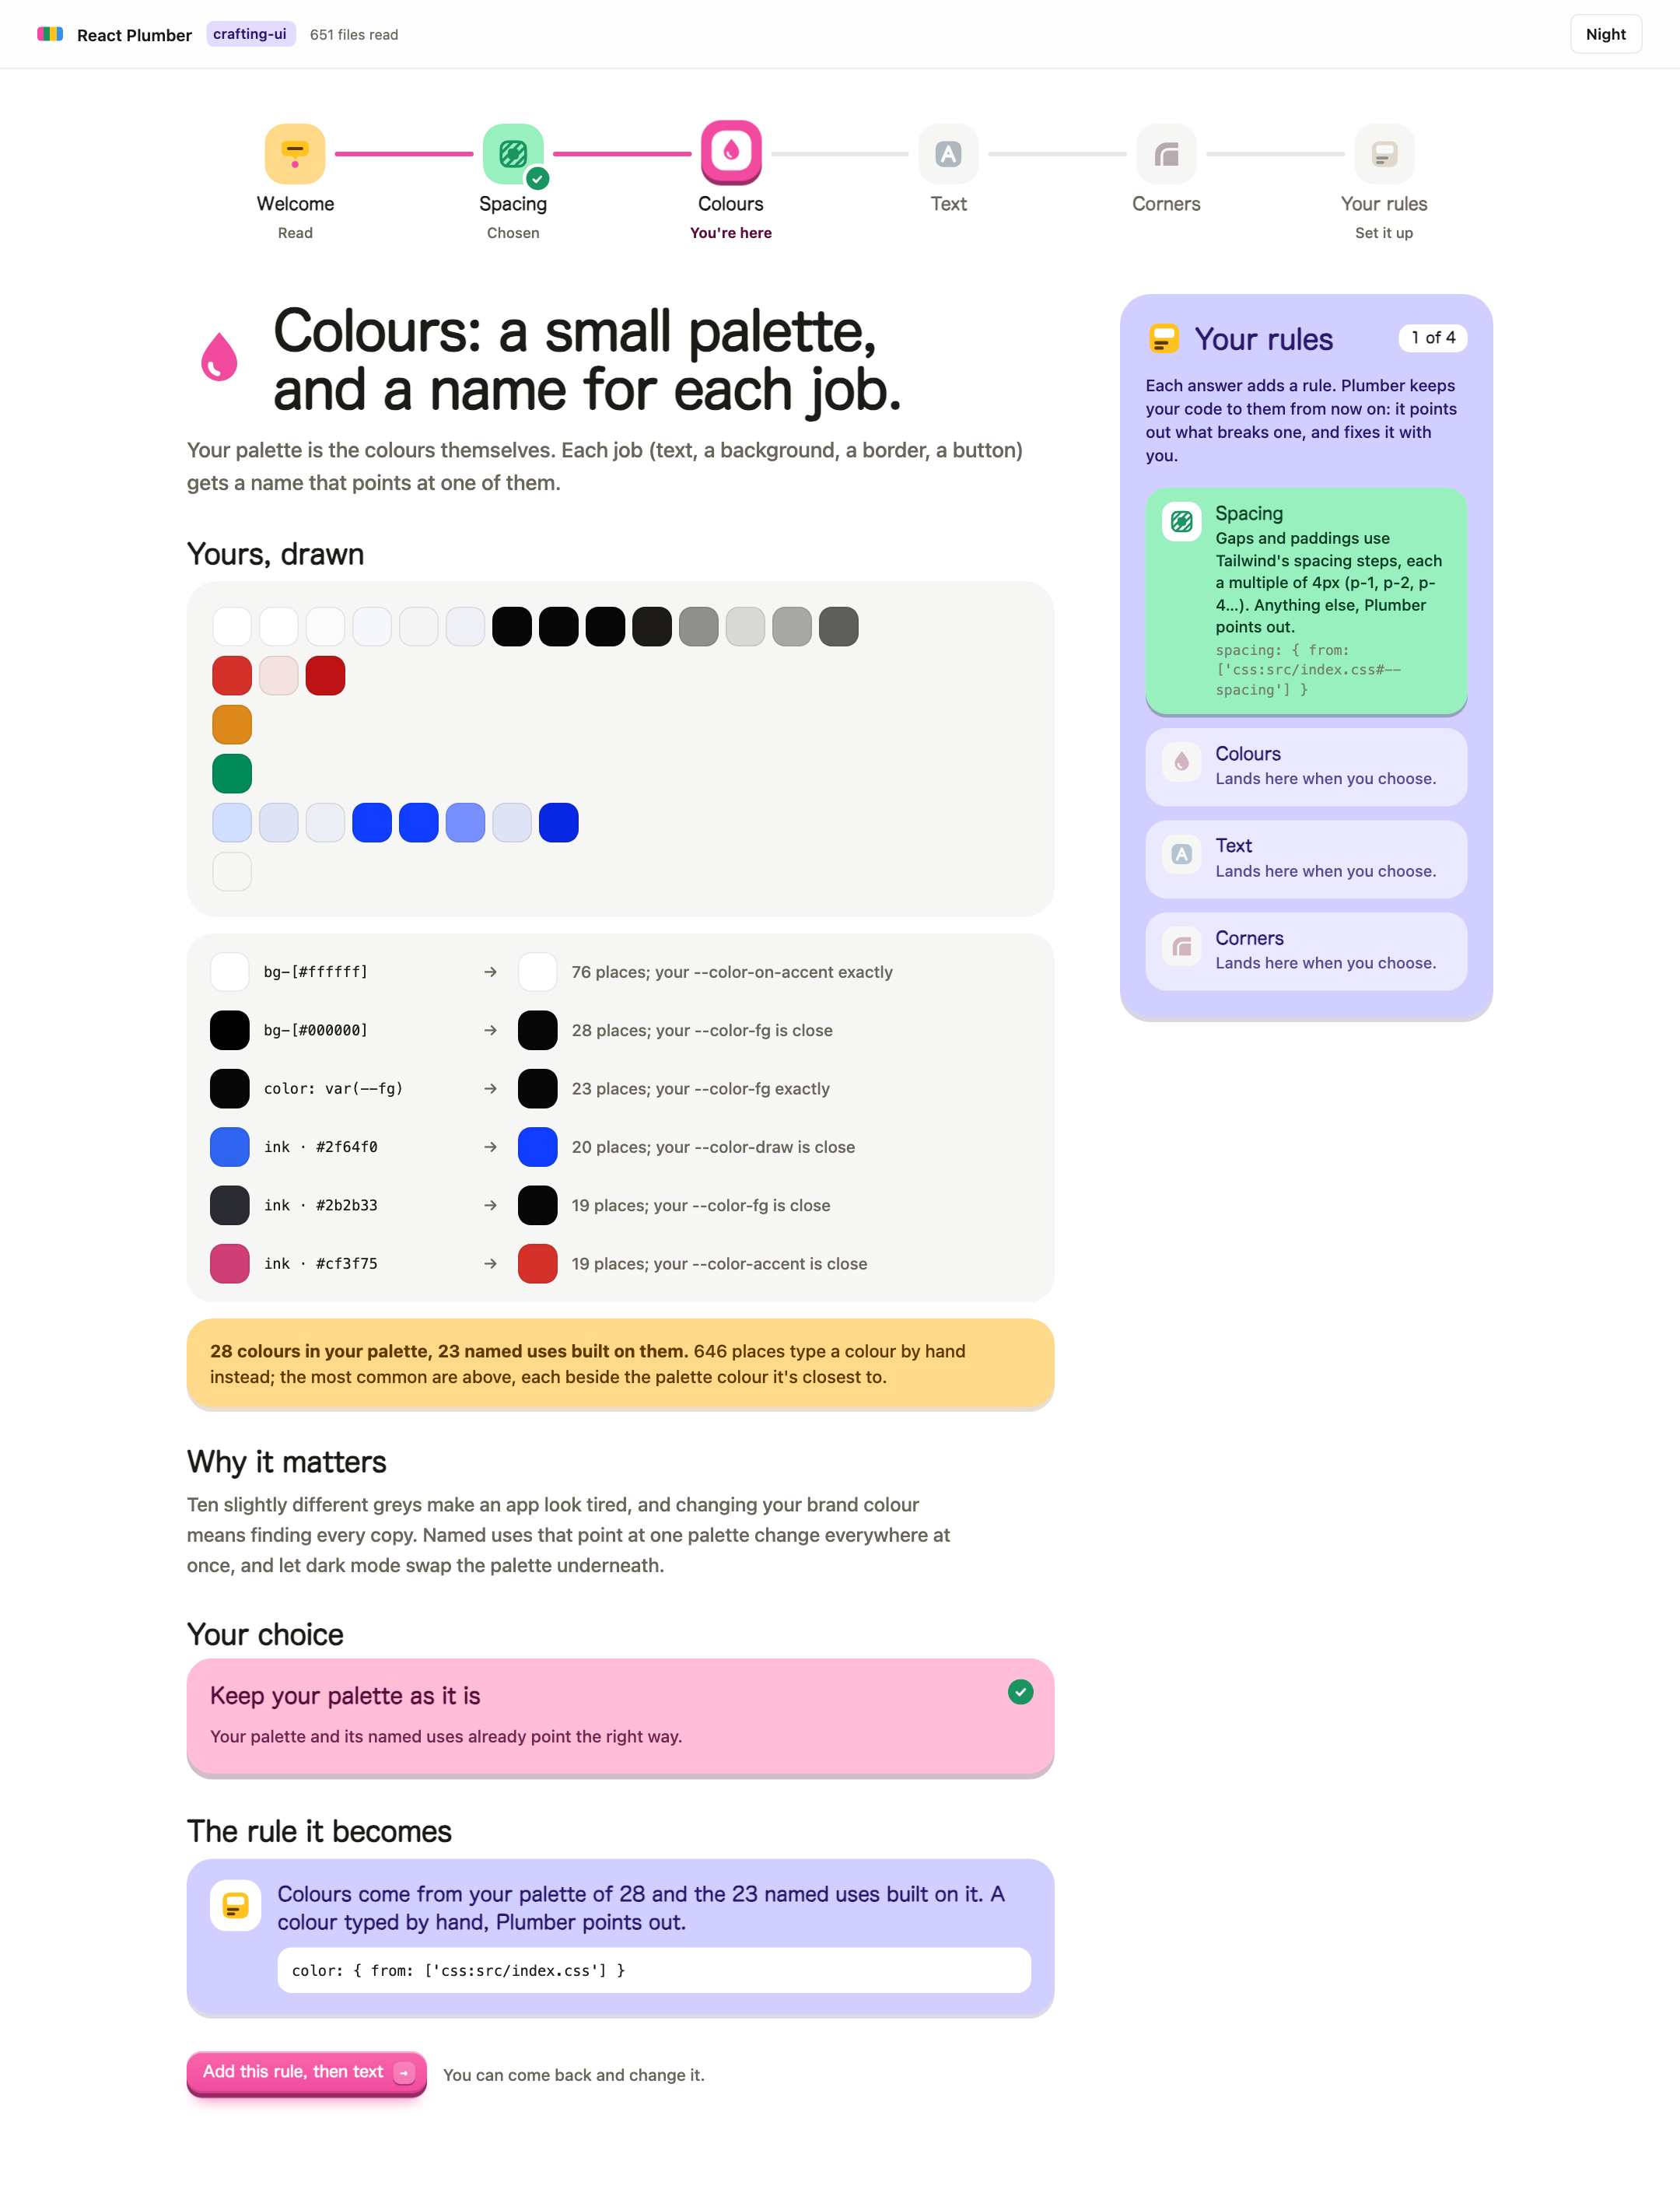 React Plumber
crafting-ui
651 files read
Night
Welcome
Read
Spacing
Chosen
Colours
You're here
Text
Corners
Your rules
Set it up
Colours: a small palette,
and a name for each job.
Your palette is the colours themselves. Each job (text, a background, a border, a button)
gets a name that points at one of them.
Yours, drawn
bg-[#ffffff]
→
76 places; your --color-on-accent exactly
bg-[#000000]
→
28 places; your --color-fg is close
color: var(--fg)
→
23 places; your --color-fg exactly
ink · #2f64f0
→
20 places; your --color-draw is close
ink · #2b2b33
→
19 places; your --color-fg is close
ink · #cf3f75
→
19 places; your --color-accent is close
28 colours in your palette, 23 named uses built on them. 646 places type a colour by hand
instead; the most common are above, each beside the palette colour it's closest to.
Why it matters
Ten slightly different greys make an app look tired, and changing your brand colour
means finding every copy. Named uses that point at one palette change everywhere at
once, and let dark mode swap the palette underneath.
Your choice
Keep your palette as it is
Your palette and its named uses already point the right way.
The rule it becomes
Colours come from your palette of 28 and the 23 named uses built on it. A
colour typed by hand, Plumber points out.
color: { from: ['css:src/index.css'] }
Add this rule, then text →
You can come back and change it.
Your rules
1 of 4
Each answer adds a rule. Plumber keeps
your code to them from now on: it points
out what breaks one, and fixes it with
you.
Spacing
Gaps and paddings use
Tailwind's spacing steps, each
a multiple of 4px (p-1, p-2, p-
4...). Anything else, Plumber
points out.
spacing: { from:
['css:src/index.css#--
spacing'] }
Colours
Lands here when you choose.
A
Text
Lands here when you choose.
Corners
Lands here when you choose.